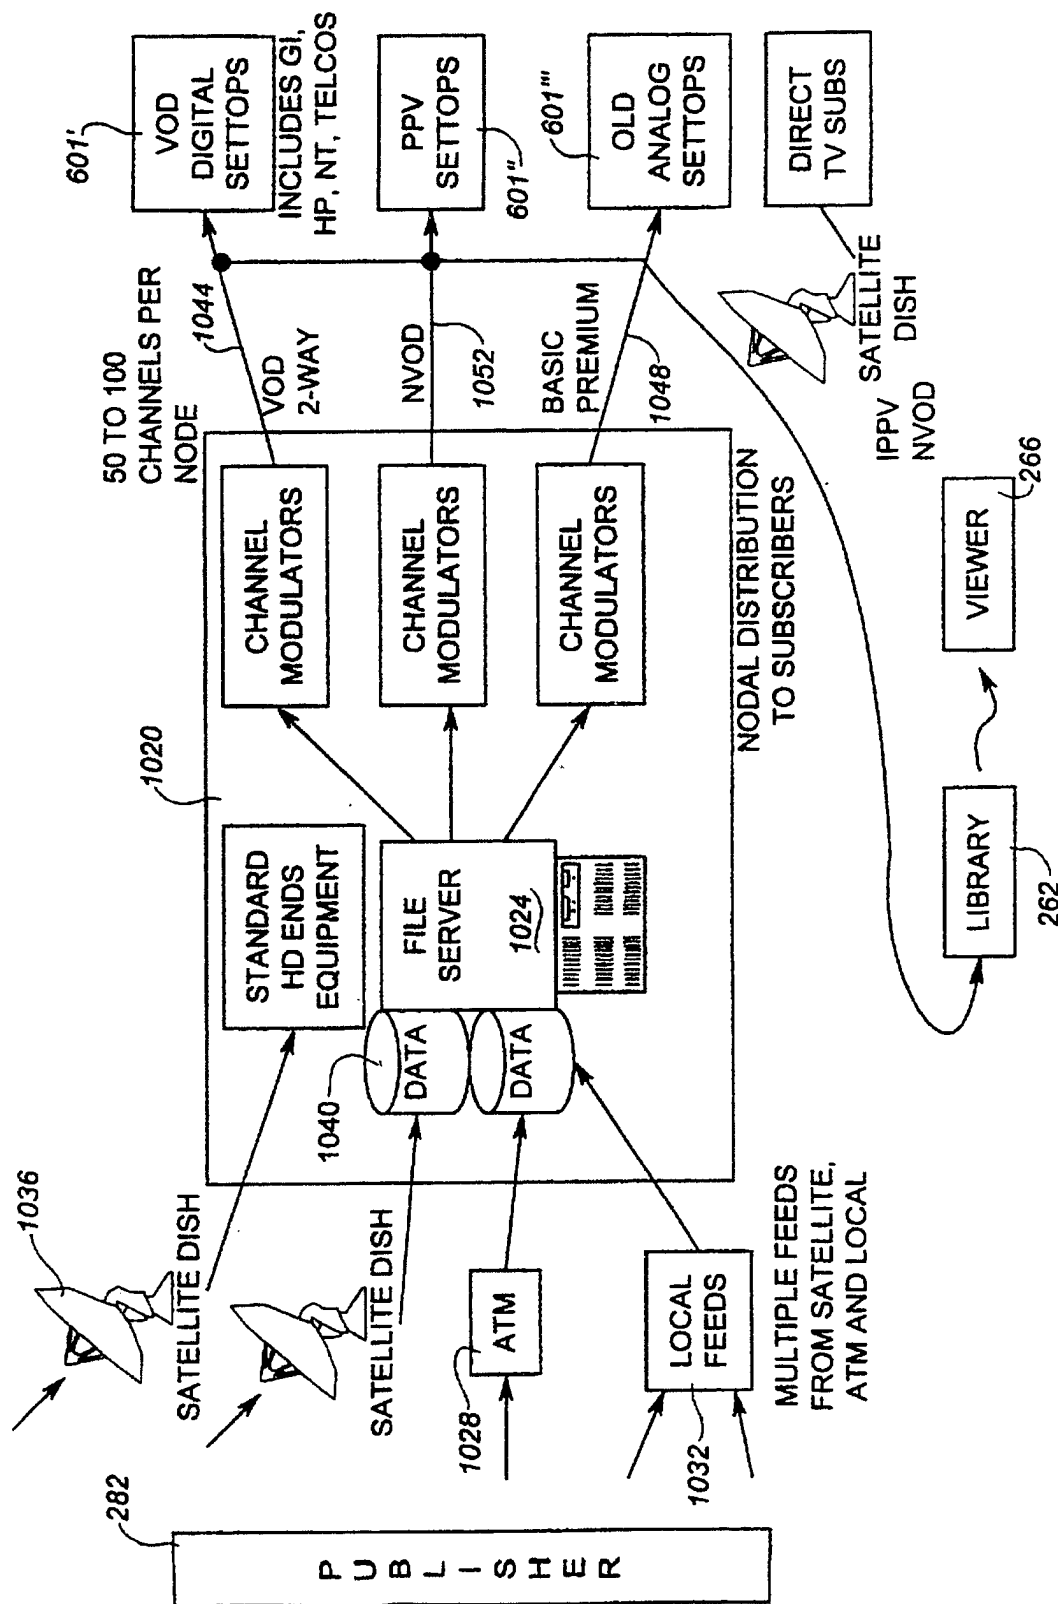 282
PUBLISHER
1036
SATELLITE DISH
SATELLITE DISH
1028
ATM
1032
LOCAL
FEEDS
MULTIPLE FEEDS
FROM SATELLITE,
ATM AND LOCAL
1020
STANDARD
HD ENDS
EQUIPMENT
1040
DATA
DATA
FILE
SERVER
1024
CHANNEL
MODULATORS
CHANNEL
MODULATORS
CHANNEL
MODULATORS
NODAL DISTRIBUTION
TO SUBSCRIBERS
50 TO 100
CHANNELS PER
NODE
1044
VOD
2-WAY
NVOD
1052
BASIC
PREMIUM
1048
601'
VOD
DIGITAL
SETTOPS
INCLUDES GI,
HP, NT, TELCOS
PPV
SETTOPS
601"
601'"
OLD
ANALOG
SETTOPS
DIRECT
TV SUBS
SATELLITE
DISH
IPPV
NVOD
LIBRARY
262
VIEWER
266